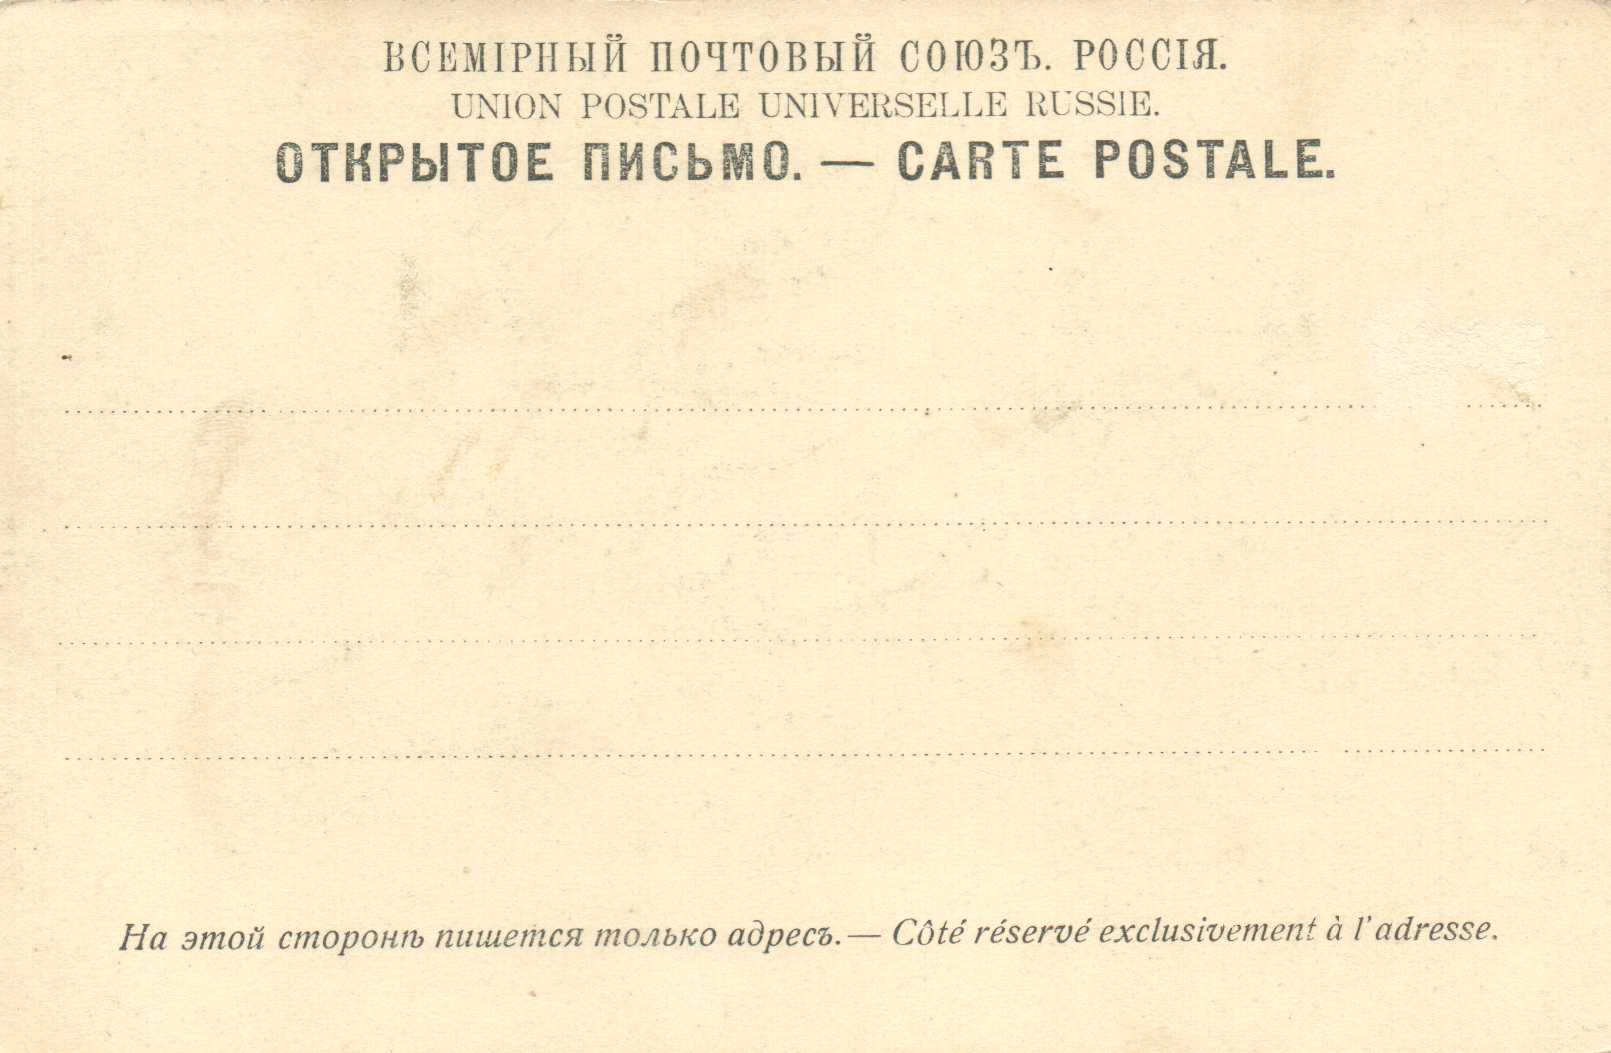 ВСЕМІРНЫЙ ПОЧТОВЫЙ СОЮЗЪ. РОССІЯ.
UNION POSTALE UNIVERSELLE RUSSIE.
ОТКРЫТОЕ ПИСЬМО. — CARTE POSTALE.
На этой сторонѣ пишется только адресъ. — Côté réservé exclusivement à l'adresse.